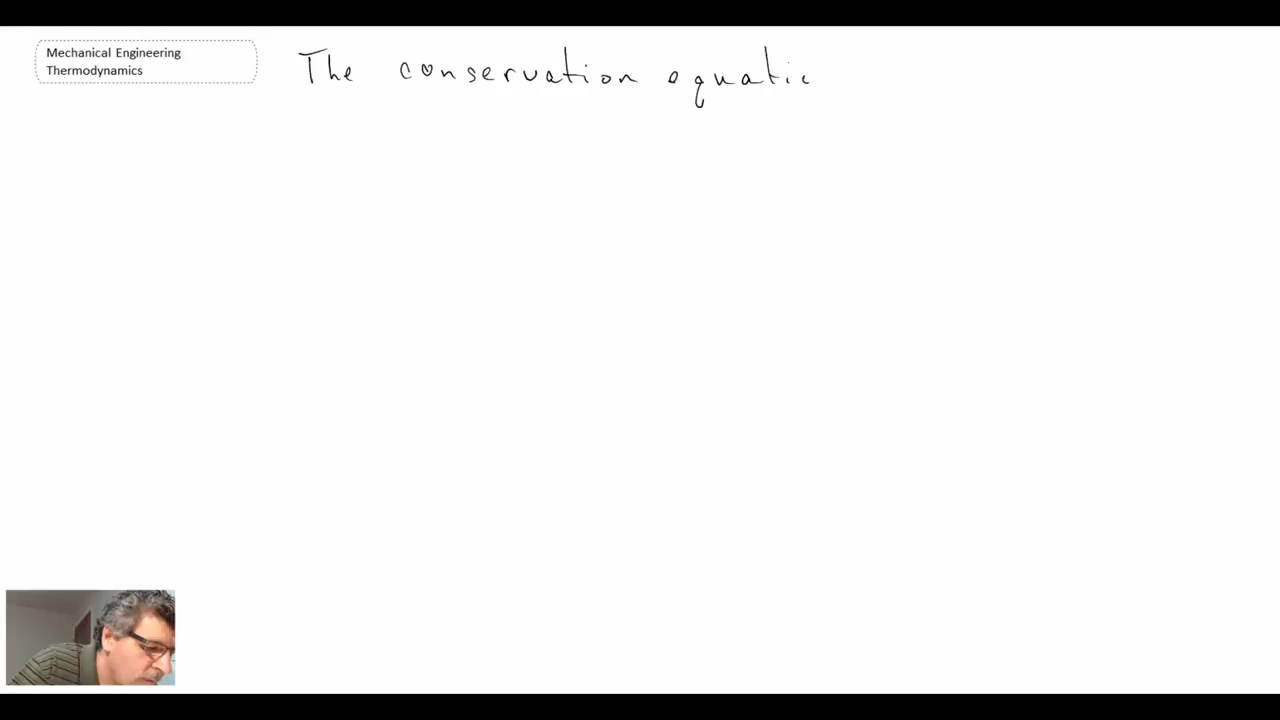 Mechanical Engineering
Thermodynamics
The conservation equatio